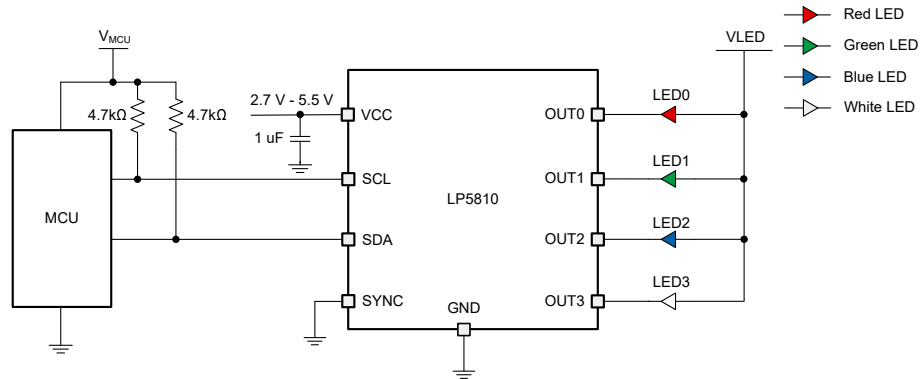 Red LED
Green LED
Blue LED
White LED
VMCU
VLED
4.7kΩ
4.7kΩ
2.7 V - 5.5 V
1 uF
VCC
SCL
SDA
SYNC
GND
OUT0
OUT1
OUT2
OUT3
LP5810
MCU
LED0
LED1
LED2
LED3